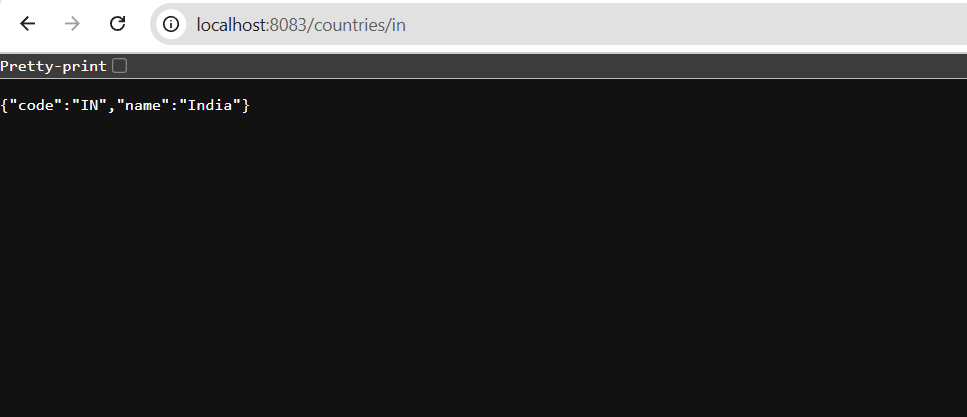 localhost:8083/countries/in
Pretty-print
{"code":"IN","name":"India"}